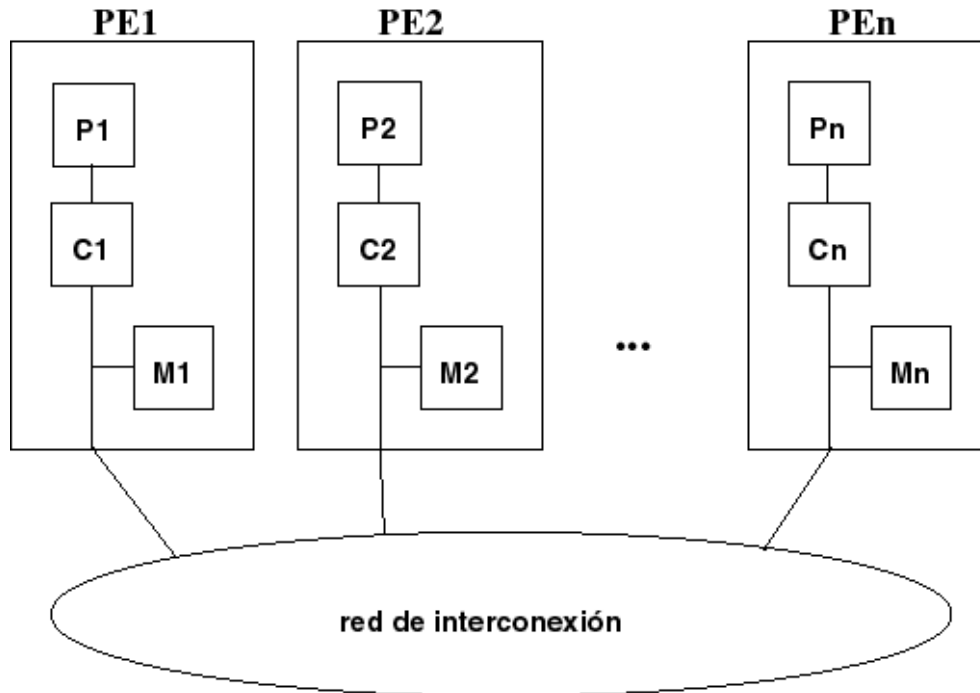 PE1 PE2 PEn
P1 P2 Pn
C1 C2 Cn
M1 M2 ... Mn
red de interconexión